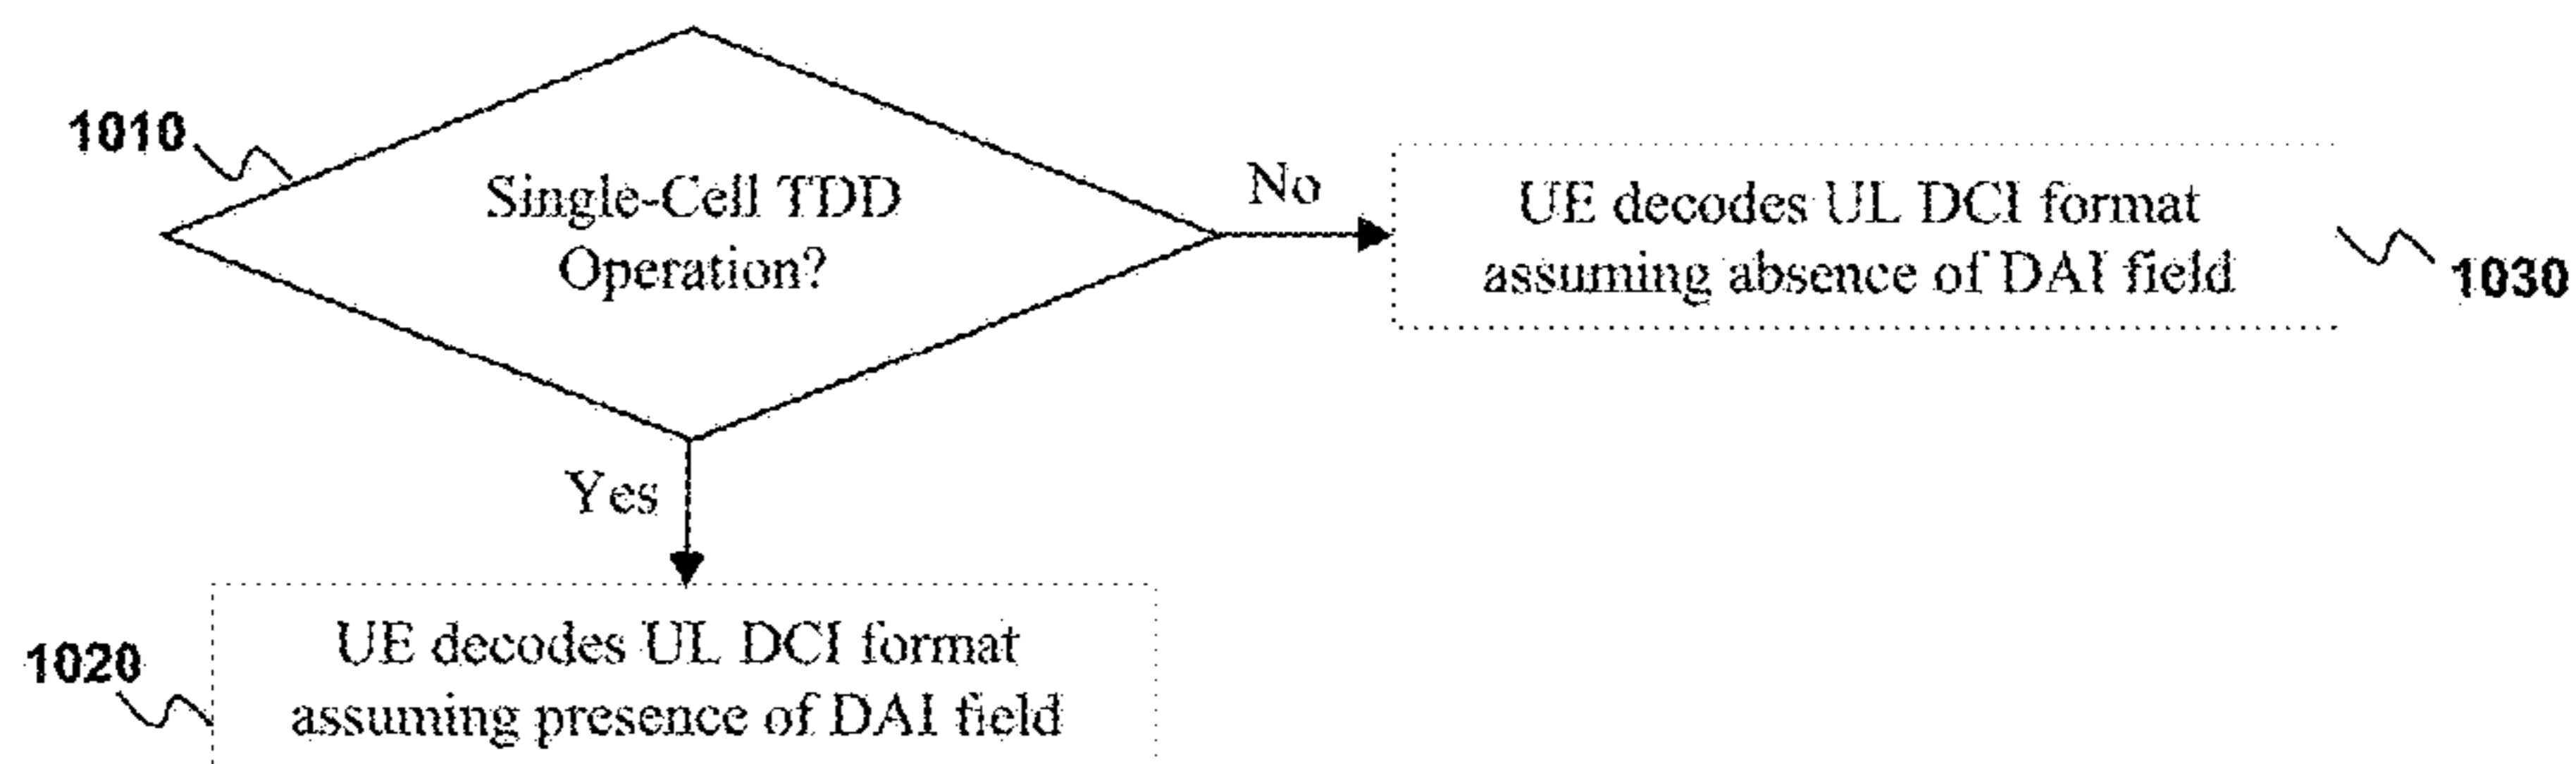 1010
Single-Cell TDD
Operation?
No
UE decodes UL DCI format
assuming absence of DAI field
1030
Yes
1020
UE decodes UL DCI format
assuming presence of DAI field